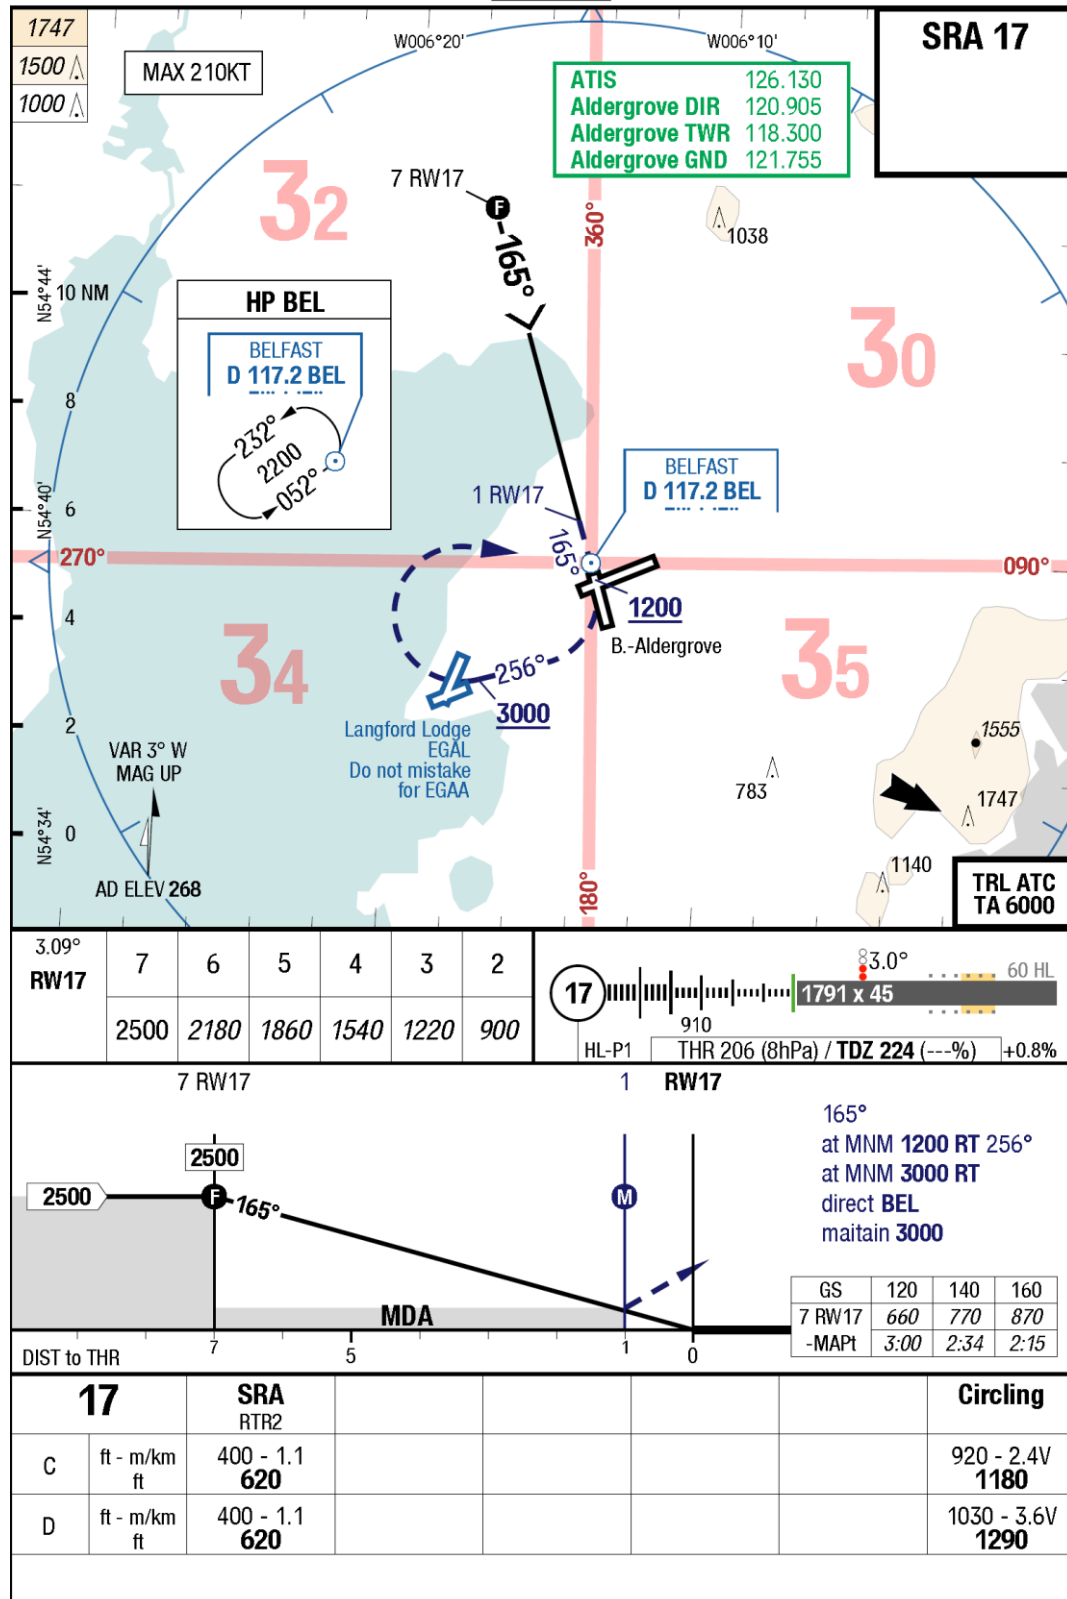 1747
1500
1000
MAX 210KT
W006°20'
W006°10'
SRA 17
ATIS 126.130
Aldergrove DIR 120.905
Aldergrove TWR 118.300
Aldergrove GND 121.755
32
7 RW17
F
165°
360°
1038
N54°44'
10 NM
HP BEL
BELFAST
D 117.2 BEL
232°
2200
052°
30
8
6
N54°40'
1 RW17
BELFAST
D 117.2 BEL
270°
165°
090°
4
1200
B.-Aldergrove
34
35
256°
3000
2
Langford Lodge
EGAL
Do not mistake
for EGAA
1555
VAR 3° W
MAG UP
783
1747
N54°34'
0
1140
AD ELEV 268
180°
TRL ATC
TA 6000
3.09°
RW17
7 6 5 4 3 2
2500 2180 1860 1540 1220 900
17
3.0°
60 HL
1791 x 45
910
HL-P1
THR 206 (8hPa) / TDZ 224 (---%)
+0.8%
7 RW17
1
RW17
165°
at MNM 1200 RT 256°
at MNM 3000 RT
direct BEL
maitain 3000
2500
2500
F
165°
M
MDA
GS 120 140 160
7 RW17 660 770 870
-MAPt 3:00 2:34 2:15
DIST to THR
7 5 1 0
17 SRA Circling
RTR2
C ft - m/km 400 - 1.1 920 - 2.4V
ft 620 1180
D ft - m/km 400 - 1.1 1030 - 3.6V
ft 620 1290